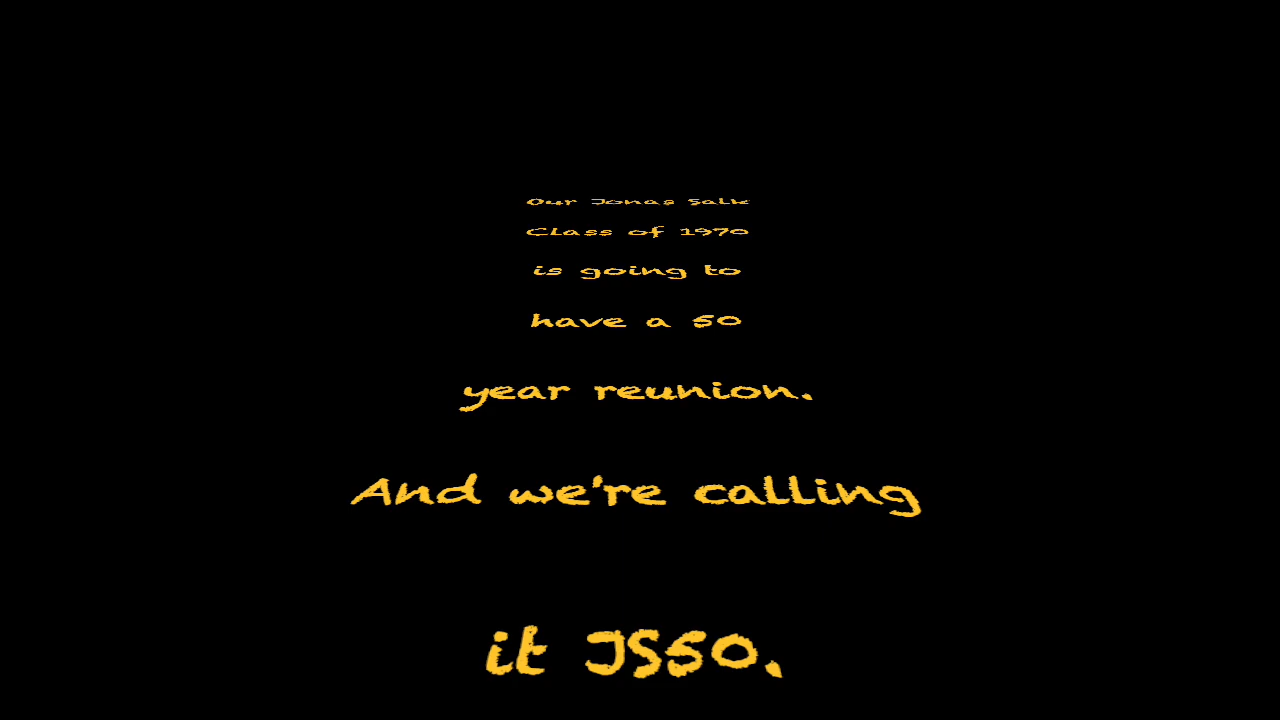 Our Jonas Salk
Class of 1970
is going to
have a 50
year reunion.
And we're calling
it JS50.